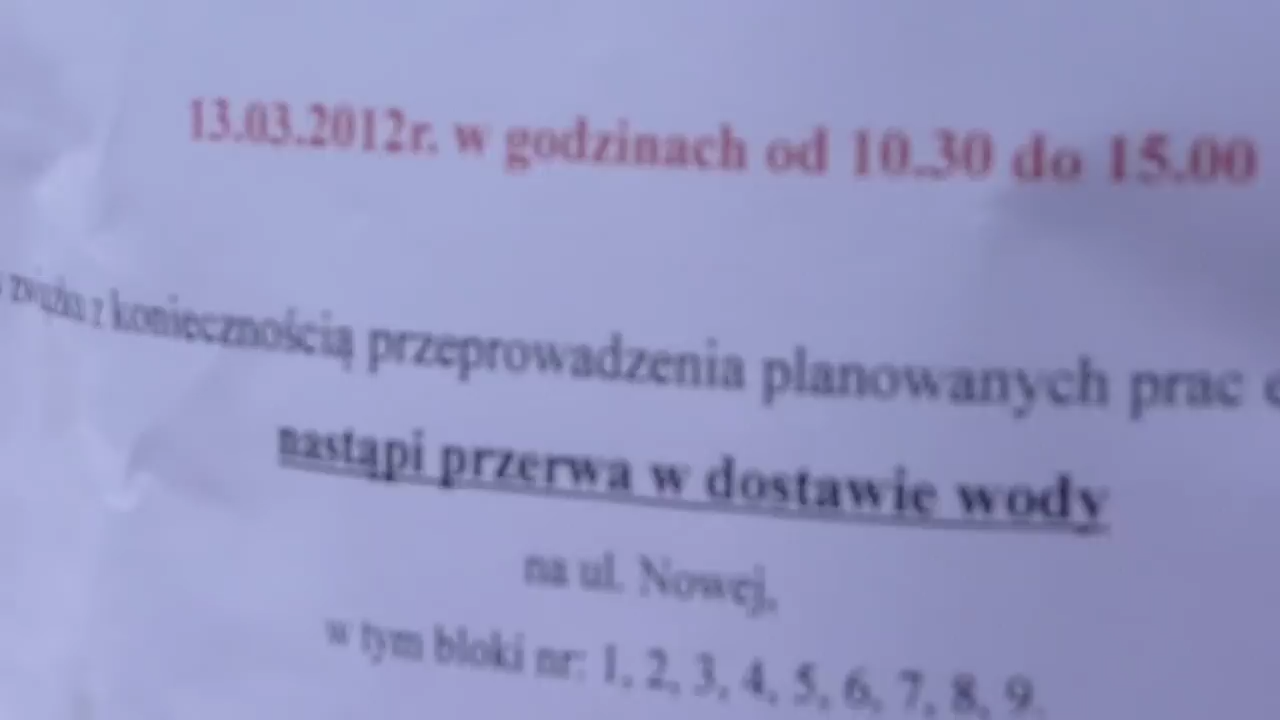 13.03.2012r. w godzinach od 10.30 do 15.00
związku z koniecznością przeprowadzenia planowanych prac
nastąpi przerwa w dostawie wody
na ul. Nowej,
w tym bloki nr: 1, 2, 3, 4, 5, 6, 7, 8, 9.